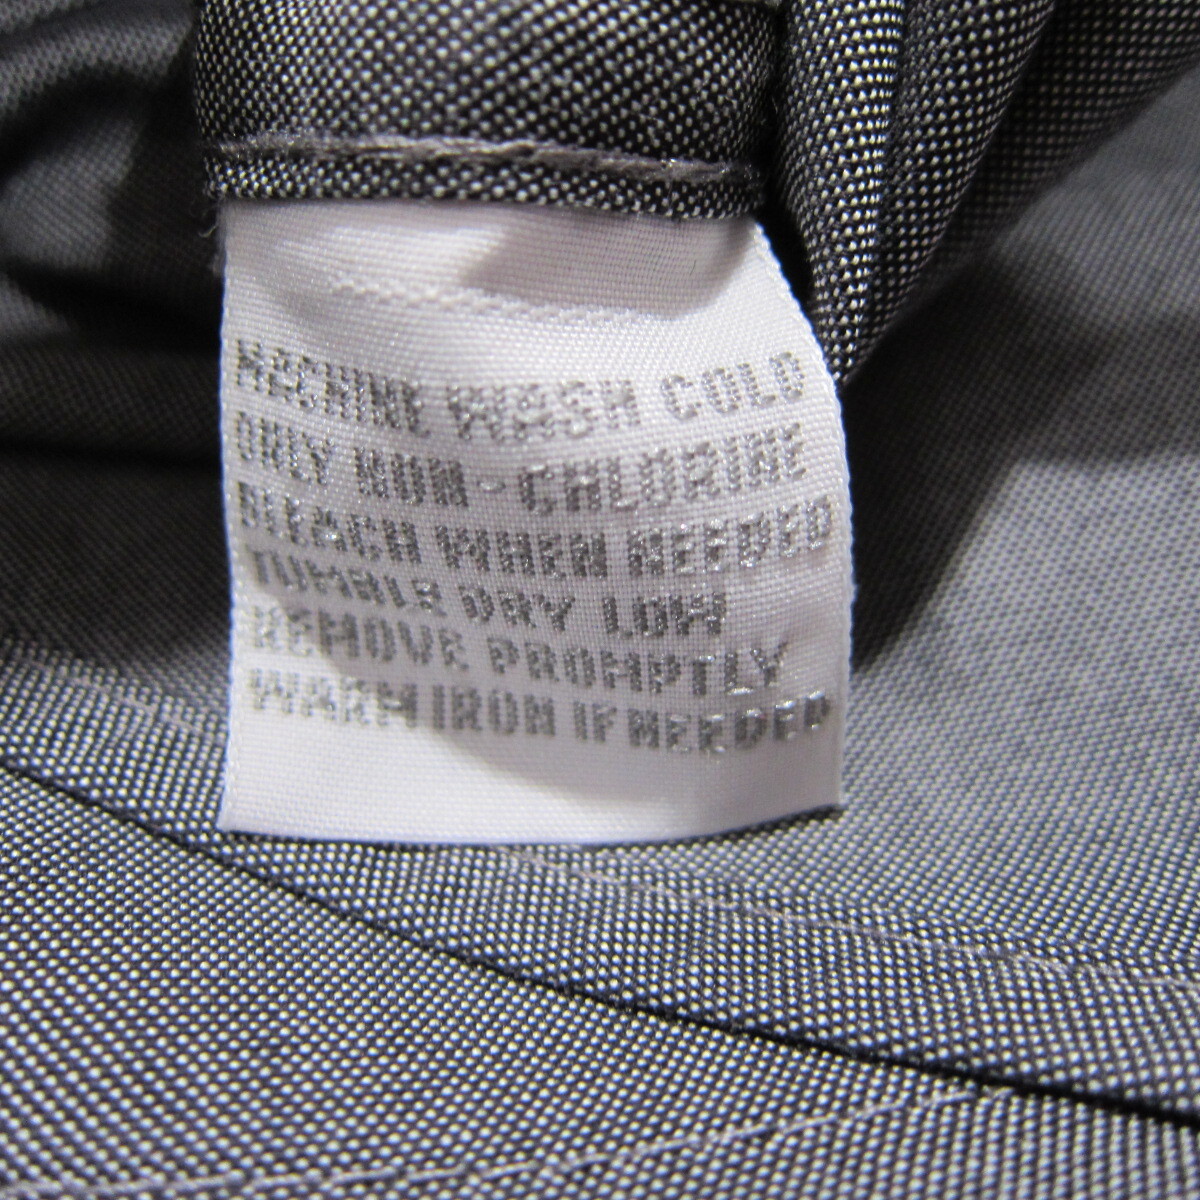 MACHINE WASH COLD
ONLY NON-CHLORINE
BLEACH WHEN NEEDED
TUMBLE DRY LOW
REMOVE PROMPTLY
WARM IRON IF NEEDED